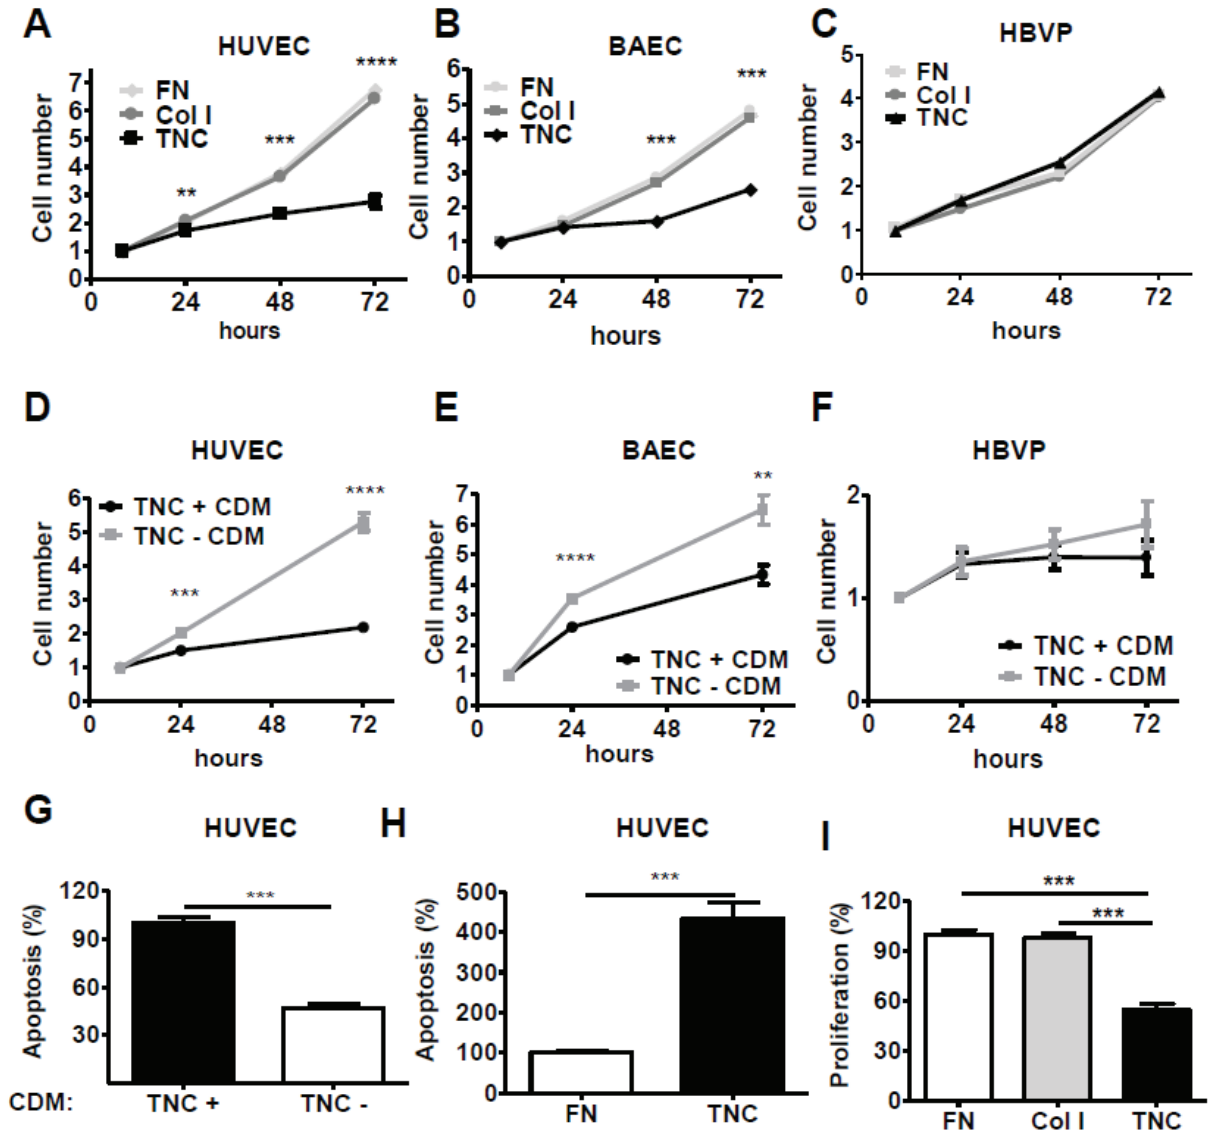 A
HUVEC
****
***
**
FN
Col I
TNC
Cell number
7
6
5
4
3
2
1
0
0 24 48 72
hours
B
BAEC
***
***
FN
Col I
TNC
Cell number
6
5
4
3
2
1
0
0 24 48 72
hours
C
HBVP
FN
Col I
TNC
Cell number
5
4
3
2
1
0
0 24 48 72
hours
D
HUVEC
****
***
TNC + CDM
TNC - CDM
Cell number
6
5
4
3
2
1
0
0 24 48 72
hours
E
BAEC
**
****
TNC + CDM
TNC - CDM
Cell number
7
6
5
4
3
2
1
0
0 24 48 72
hours
F
HBVP
TNC + CDM
TNC - CDM
Cell number
2
1
0
0 24 48 72
hours
G
HUVEC
***
Apoptosis (%)
120
90
60
30
CDM: TNC + TNC -
H
HUVEC
***
Apoptosis (%)
500
400
300
200
100
0
FN TNC
I
HUVEC
***
***
Proliferation (%)
120
90
60
30
0
FN Col I TNC